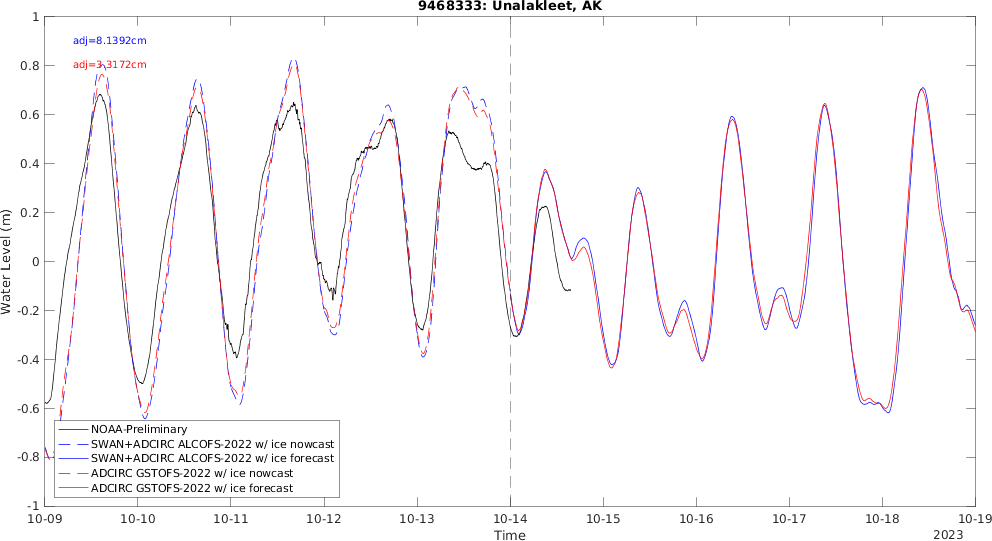 9468333: Unalakleet, AK
adj=8.1392cm
adj=3.3172cm
Water Level (m)
1
0.8
0.6
0.4
0.2
0
-0.2
-0.4
-0.6
-0.8
-1
NOAA-Preliminary
SWAN+ADCIRC ALCOFS-2022 w/ ice nowcast
SWAN+ADCIRC ALCOFS-2022 w/ ice forecast
ADCIRC GSTOFS-2022 w/ ice nowcast
ADCIRC GSTOFS-2022 w/ ice forecast
10-09 10-10 10-11 10-12 10-13 10-14 10-15 10-16 10-17 10-18 10-19
Time
2023